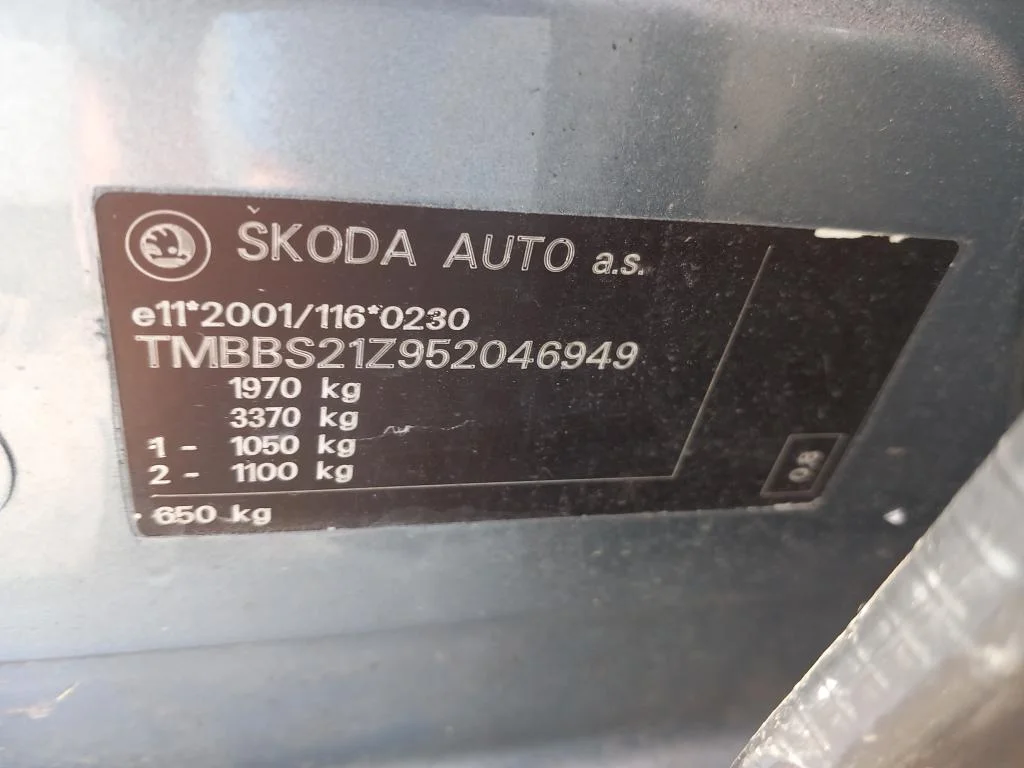 ŠKODA AUTO a.s.
e11*2001/116*0230
TMBBS21Z952046949
1970 kg
3370 kg
1 - 1050 kg
2 - 1100 kg
650 kg